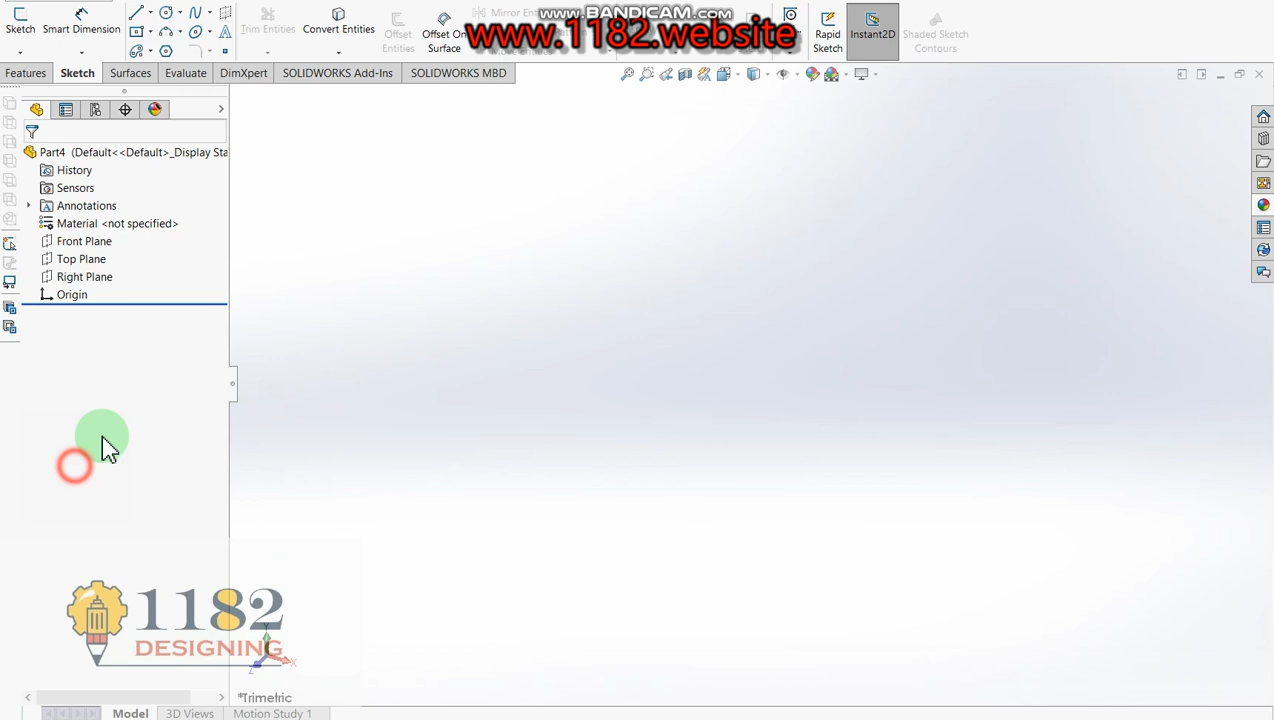 www.BANDICAM.com
www.1182.website
Sketch
Smart Dimension
Trim Entities
Convert Entities
Offset Entities
Offset On Surface
Mirror Enti
Rapid Sketch
Instant2D
Shaded Sketch Contours
Features
Sketch
Surfaces
Evaluate
DimXpert
SOLIDWORKS Add-Ins
SOLIDWORKS MBD
Part4 (Default<<Default>_Display Sta
History
Sensors
Annotations
Material <not specified>
Front Plane
Top Plane
Right Plane
Origin
1182
DESIGNING
Y
X
Z
*Trimetric
Model
3D Views
Motion Study 1